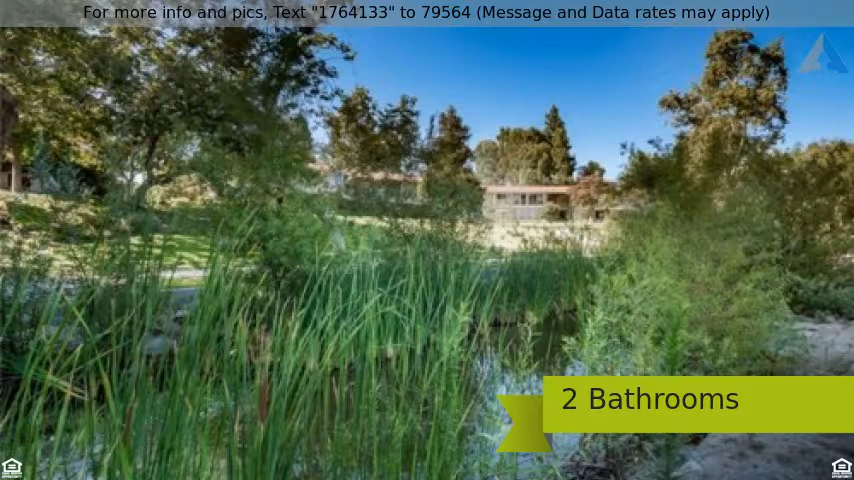 For more info and pics, Text "1764133" to 79564 (Message and Data rates may apply)
2 Bathrooms